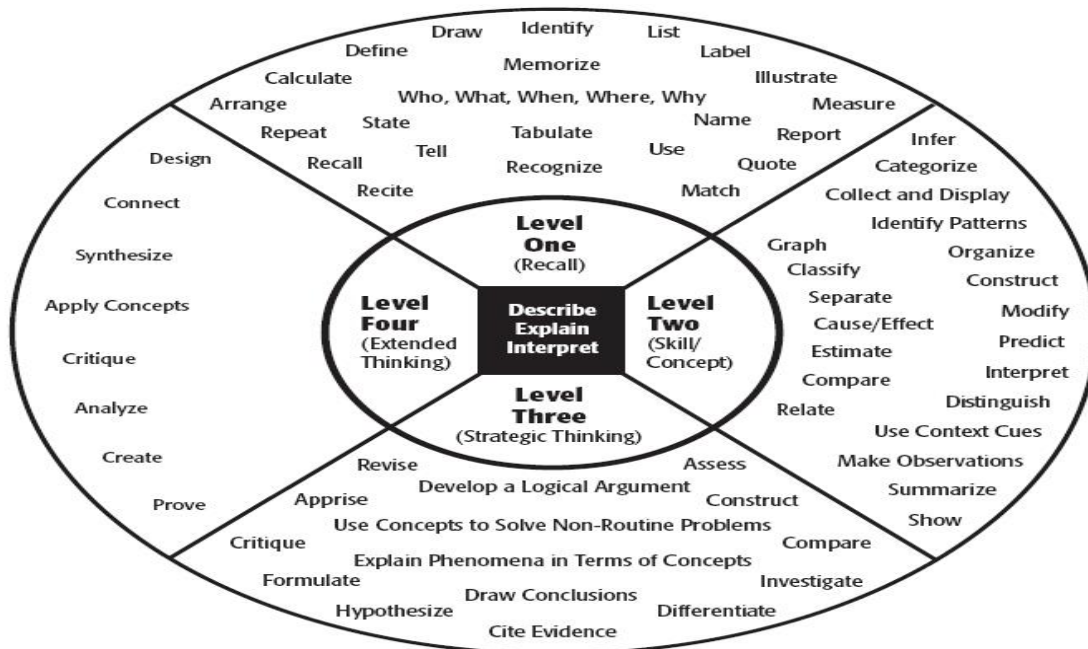 Draw Identify List
Define Label
Calculate Memorize Illustrate
Arrange Who, What, When, Where, Why Measure
Repeat State Tabulate Name Report
Recall Tell Recognize Use Quote
Recite Match
Level
One
(Recall)
Infer
Categorize
Collect and Display
Identify Patterns
Graph Organize
Classify Construct
Separate Modify
Cause/Effect Predict
Estimate Interpret
Compare Distinguish
Relate Use Context Cues
Make Observations
Summarize
Show
Level
Two
(Skill/
Concept)
Describe
Explain
Interpret
Level
Three
(Strategic Thinking)
Revise Assess
Apprise Develop a Logical Argument Construct
Use Concepts to Solve Non-Routine Problems
Critique Compare
Explain Phenomena in Terms of Concepts
Formulate Investigate
Draw Conclusions
Hypothesize Differentiate
Cite Evidence
Level
Four
(Extended
Thinking)
Design
Connect
Synthesize
Apply Concepts
Critique
Analyze
Create
Prove